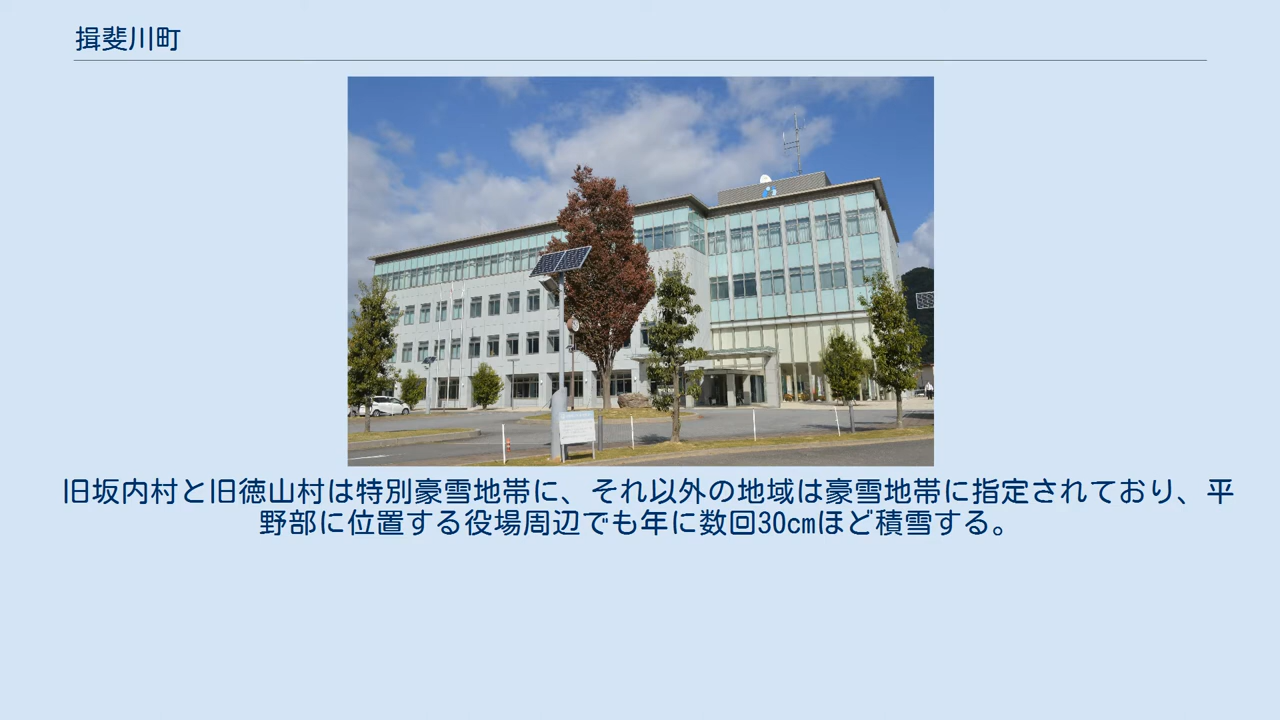 揖斐川町
旧坂内村と旧徳山村は特別豪雪地帯に、それ以外の地域は豪雪地帯に指定されており、平
野部に位置する役場周辺でも年に数回30cmほど積雪する。